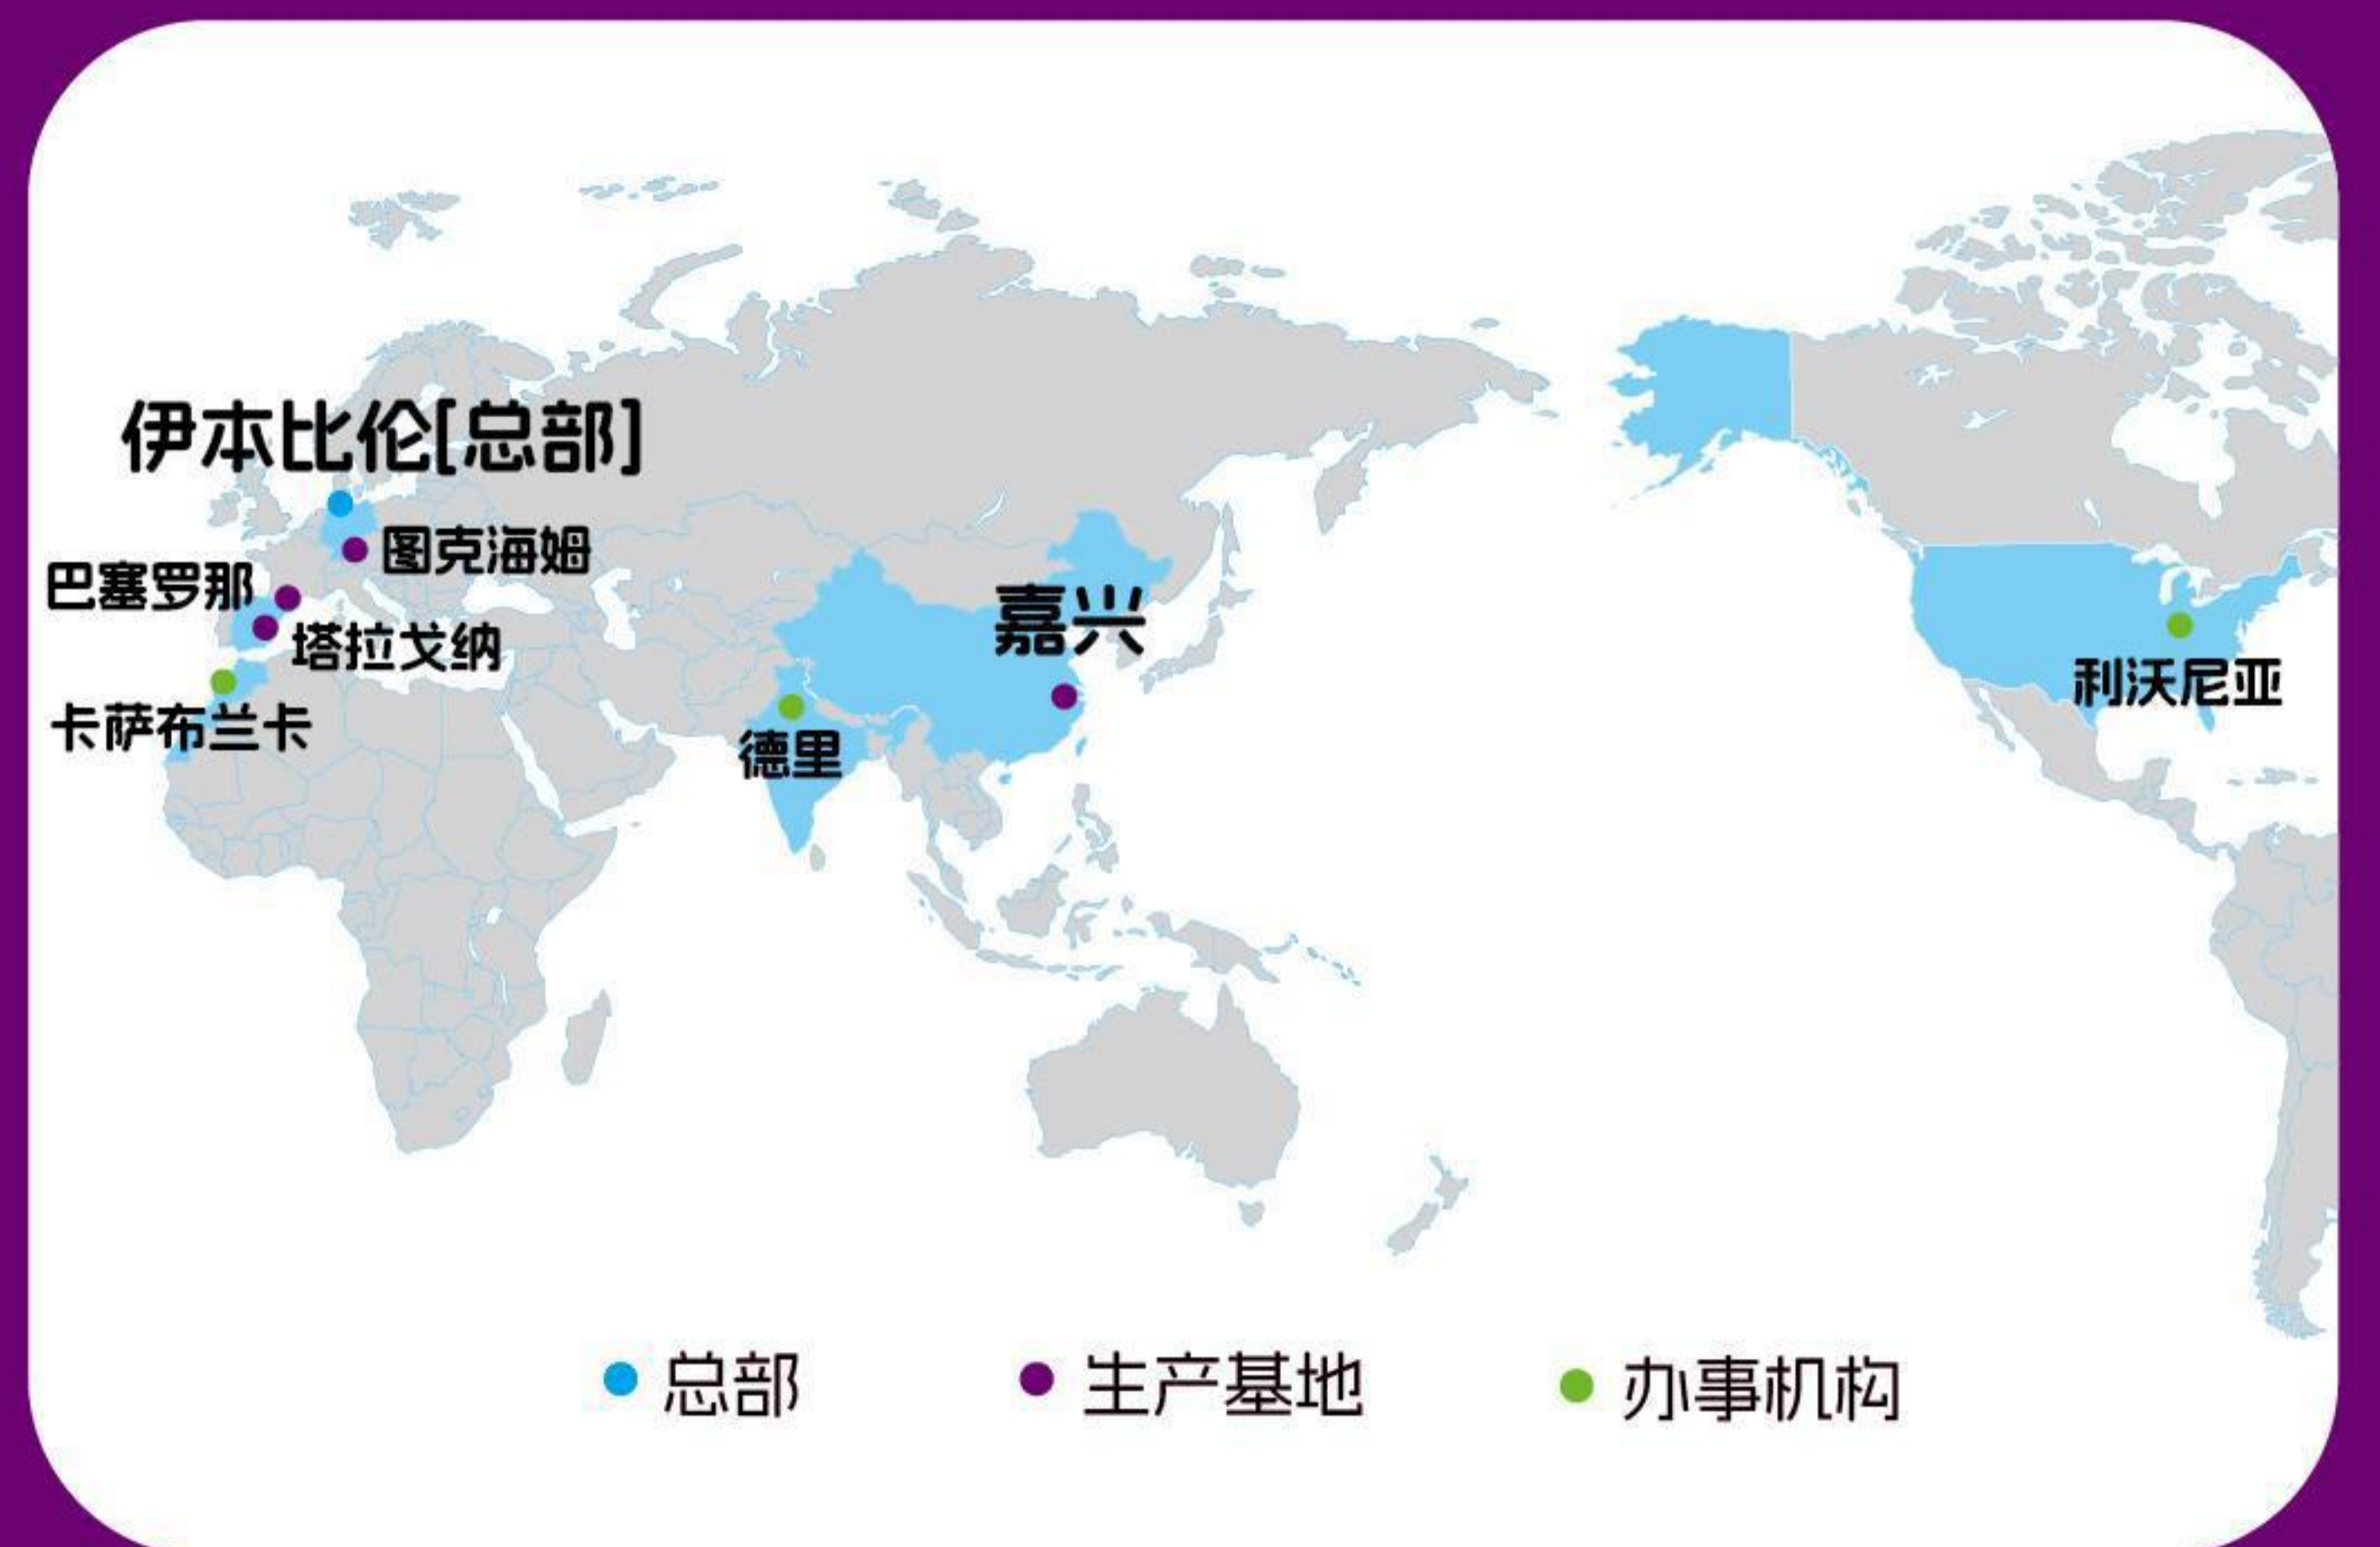 伊本比伦[总部]
图克海姆
巴塞罗那
嘉兴
塔拉戈纳
利沃尼亚
卡萨布兰卡
德里
总部
生产基地
办事机构